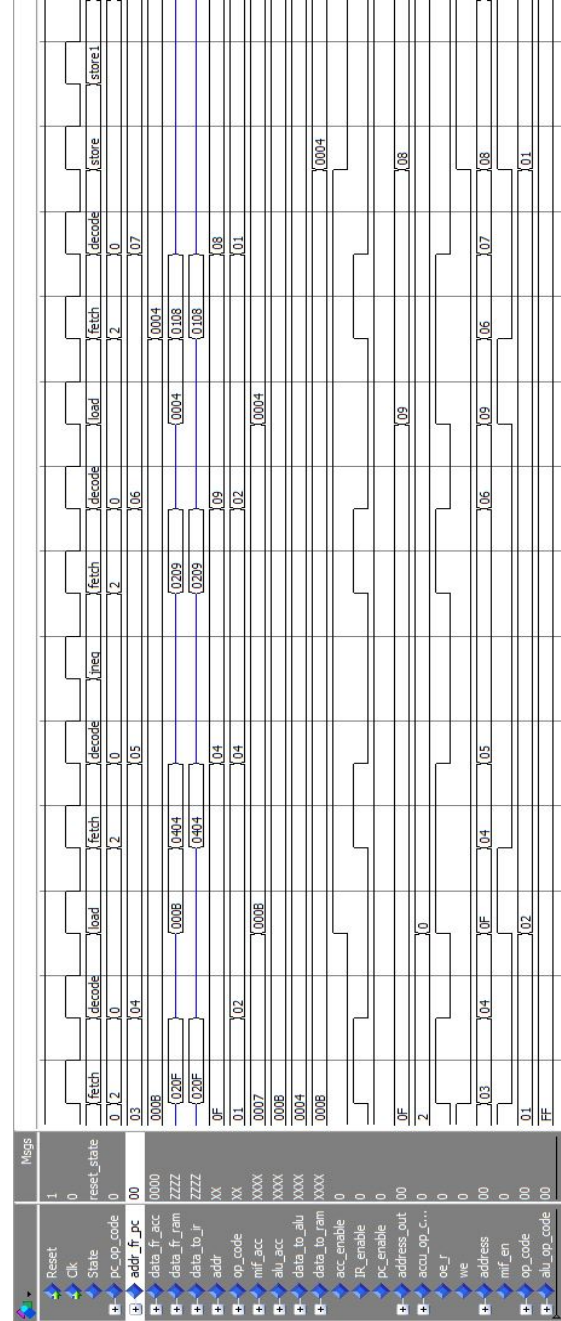 Msgs
Reset 1
Clk 0
State reset_state fetch decode load fetch decode jneq fetch decode load fetch decode store store1
pc_op_code 0 0 2 0 2 0 2 0 2 0
addr_fr_pc 00 03 04 05 06 07
data_fr_acc 0000 000B 0004
data_fr_ram ZZZZ 020F 000B 0404 0209 0004 0108
data_to_ir ZZZZ 020F 0404 0209 0108
addr XX 0F 04 09 08
op_code XX 01 02 04 02 01
mif_acc XXXX 0007 000B 0004
alu_acc XXXX 000B
data_to_alu XXXX 0004
data_to_ram XXXX 000B 0004
acc_enable 0
IR_enable 0
pc_enable 0
address_out 00 0F 09 08
accu_op_c... 0 2 0
oe_r 0
we 0
address 00 03 04 0F 04 05 06 09 06 07 08
mif_en 0
op_code 00 01 02 01
alu_op_code 00 FF